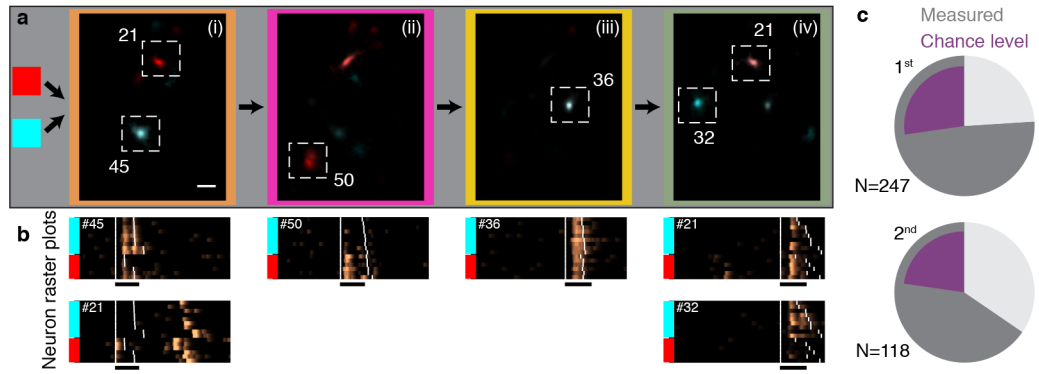 a
(i)
21
45
(ii)
50
(iii)
36
(iv)
21
32
b
Neuron raster plots
#45
#50
#36
#21
#21
#32
c
Measured
Chance level
1st
N=247
2nd
N=118